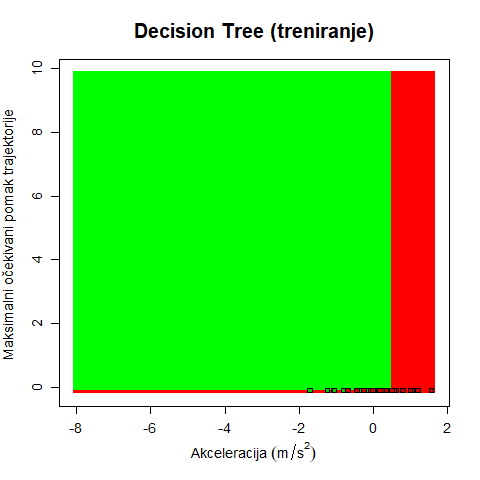 Decision Tree (treniranje)
Maksimalni očekivani pomak trajektorije
10
8
6
4
2
0
-8 -6 -4 -2 0 2
Akceleracija (m/s²)